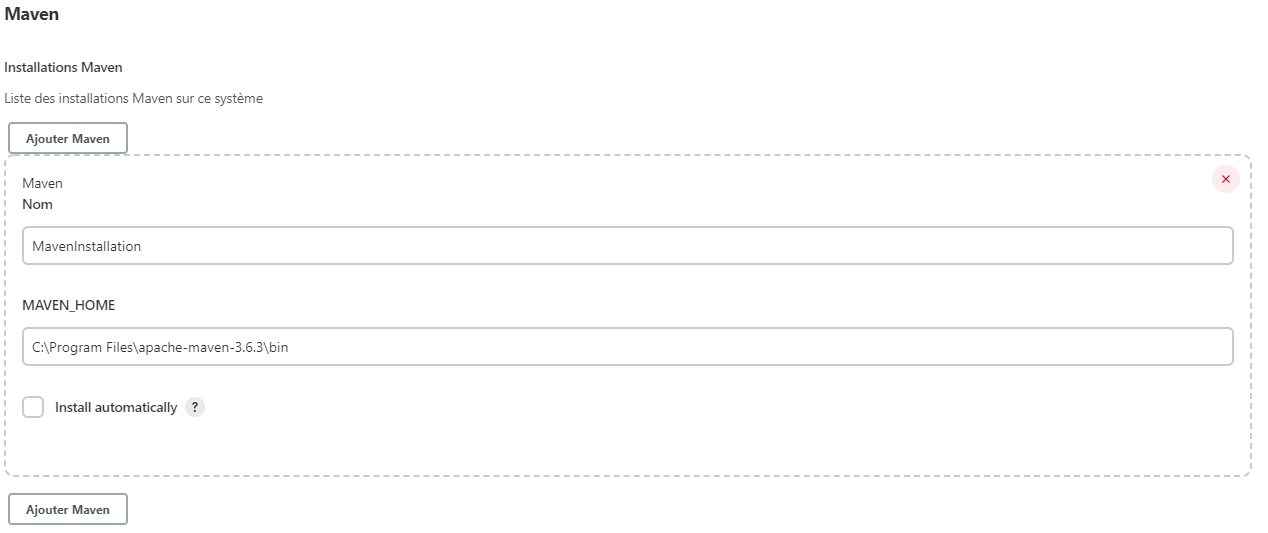 Maven
Installations Maven
Liste des installations Maven sur ce système
Ajouter Maven
Maven
Nom
MavenInstallation
MAVEN_HOME
C:\Program Files\apache-maven-3.6.3\bin
Install automatically ?
Ajouter Maven